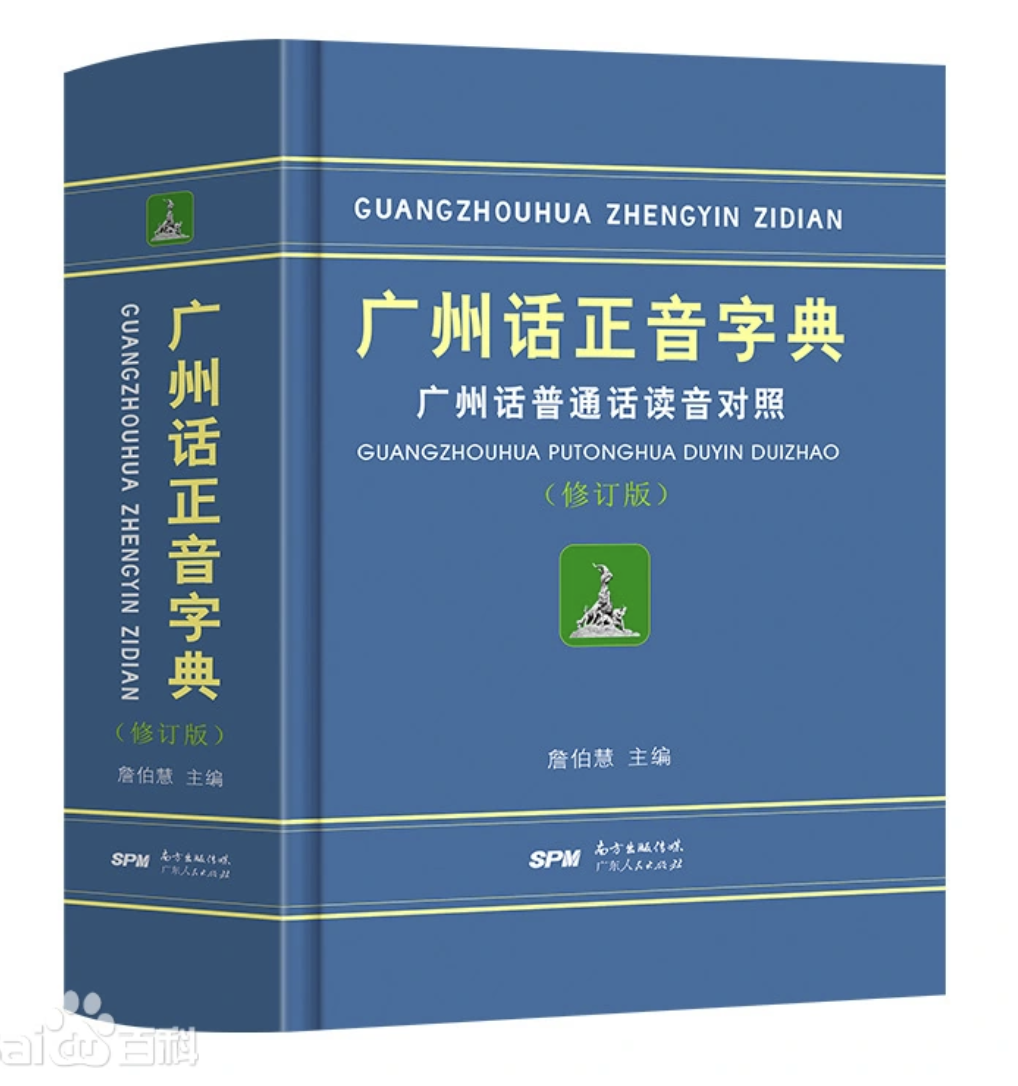 GUANGZHOUHUA ZHENGYIN ZIDIAN
广州话正音字典
广州话普通话读音对照
GUANGZHOUHUA PUTONGHUA DUYIN DUIZHAO
（修订版）
詹伯慧 主编
SPM 南方出版传媒
广东人民出版社
广州话正音字典
GUANGZHOUHUA ZHENGYIN ZIDIAN
（修订版）
詹伯慧 主编
SPM 南方出版传媒
广东人民出版社
百科